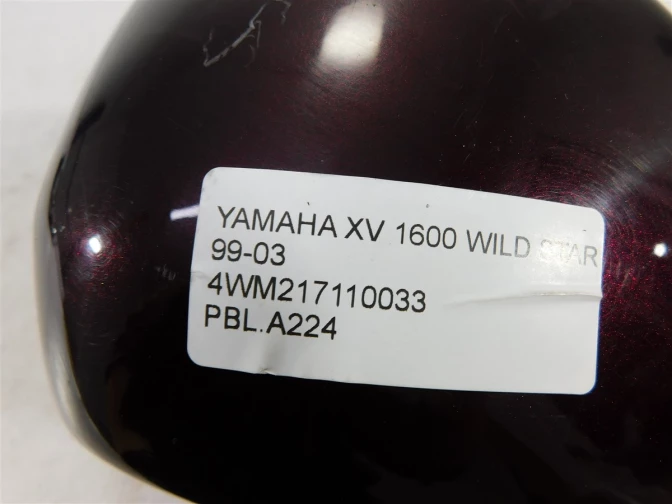 YAMAHA XV 1600 WILD STAR
99-03
4WM217110033
PBL.A224